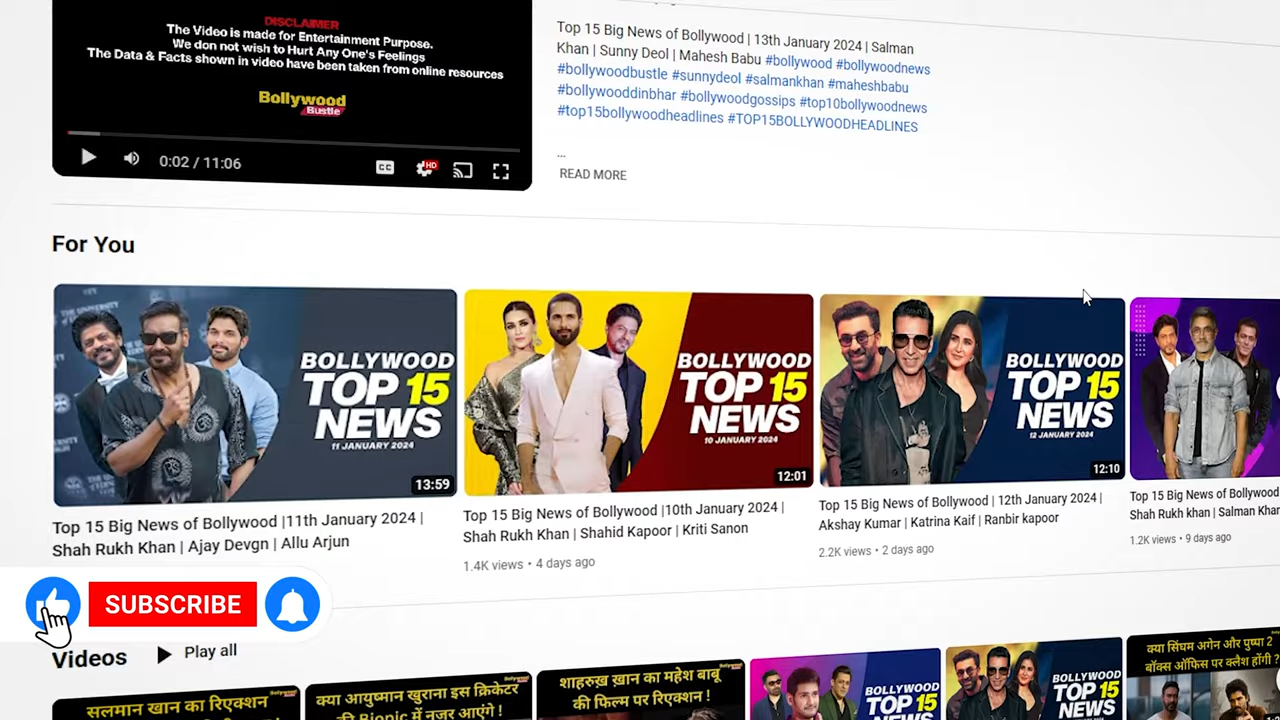 DISCLAIMER
The Video is made for Entertainment Purpose.
We don not wish to Hurt Any One's Feelings
The Data & Facts shown in video have been taken from online resources
Bollywood
Bustle
0:02 / 11:06
CC
HD
Top 15 Big News of Bollywood | 13th January 2024 | Salman
Khan | Sunny Deol | Mahesh Babu #bollywood #bollywoodnews
#bollywoodbustle #sunnydeol #salmankhan #maheshbabu
#bollywooddinbhar #bollywoodgossips #top10bollywoodnews
#top15bollywoodheadlines #TOP15BOLLYWOODHEADLINES
...
READ MORE
For You
BOLLYWOOD
TOP 15
NEWS
11 JANUARY 2024
13:59
BOLLYWOOD
TOP 15
NEWS
10 JANUARY 2024
12:01
BOLLYWOOD
TOP 15
NEWS
12 JANUARY 2024
12:10
Top 15 Big News of Bollywood |11th January 2024 |
Shah Rukh Khan | Ajay Devgn | Allu Arjun
Top 15 Big News of Bollywood |10th January 2024 |
Shah Rukh Khan | Shahid Kapoor | Kriti Sanon
1.4K views • 4 days ago
Top 15 Big News of Bollywood | 12th January 2024 |
Akshay Kumar | Katrina Kaif | Ranbir kapoor
2.2K views • 2 days ago
Top 15 Big News of Bollywood
Shah Rukh khan | Salman Khan
1.2K views • 9 days ago
SUBSCRIBE
Videos
Play all
सलमान खान का रिएक्शन
क्या आयुष्मान खुराना इस क्रिकेटर
की Biopic में नजर आएंगे !
शाहरुख़ ख़ान का महेश बाबू
की फिल्म पर रिएक्शन !
BOLLYWOOD
TOP 15
NEWS
BOLLYWOOD
TOP 15
NEWS
क्या सिंघम अगेन और पुष्पा 2
बॉक्स ऑफिस पर क्लैश होंगी ?